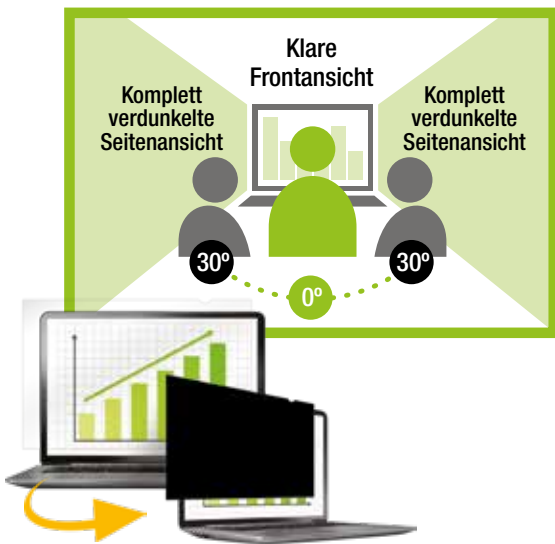 Klare
Frontansicht
Komplett
verdunkelte
Seitenansicht
Komplett
verdunkelte
Seitenansicht
30º
0º
30º